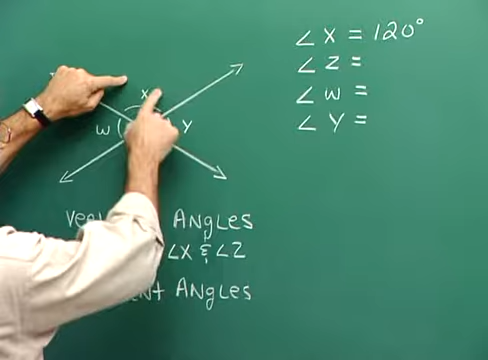 ∠ X = 120°
∠ Z =
∠ W =
∠ Y =
X
W
Y
Angles
∠X & ∠Z
Angles